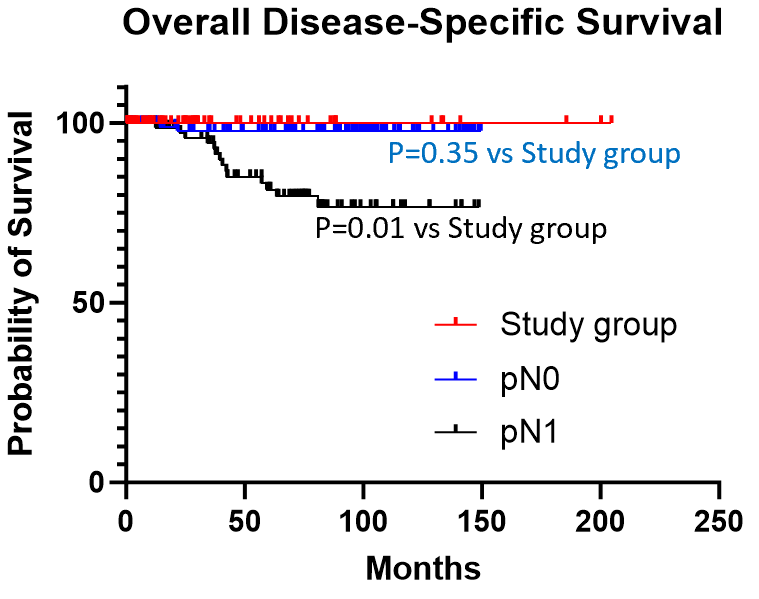 Overall Disease-Specific Survival
Probability of Survival
100
50
0
P=0.35 vs Study group
P=0.01 vs Study group
Study group
pN0
pN1
0 50 100 150 200 250
Months